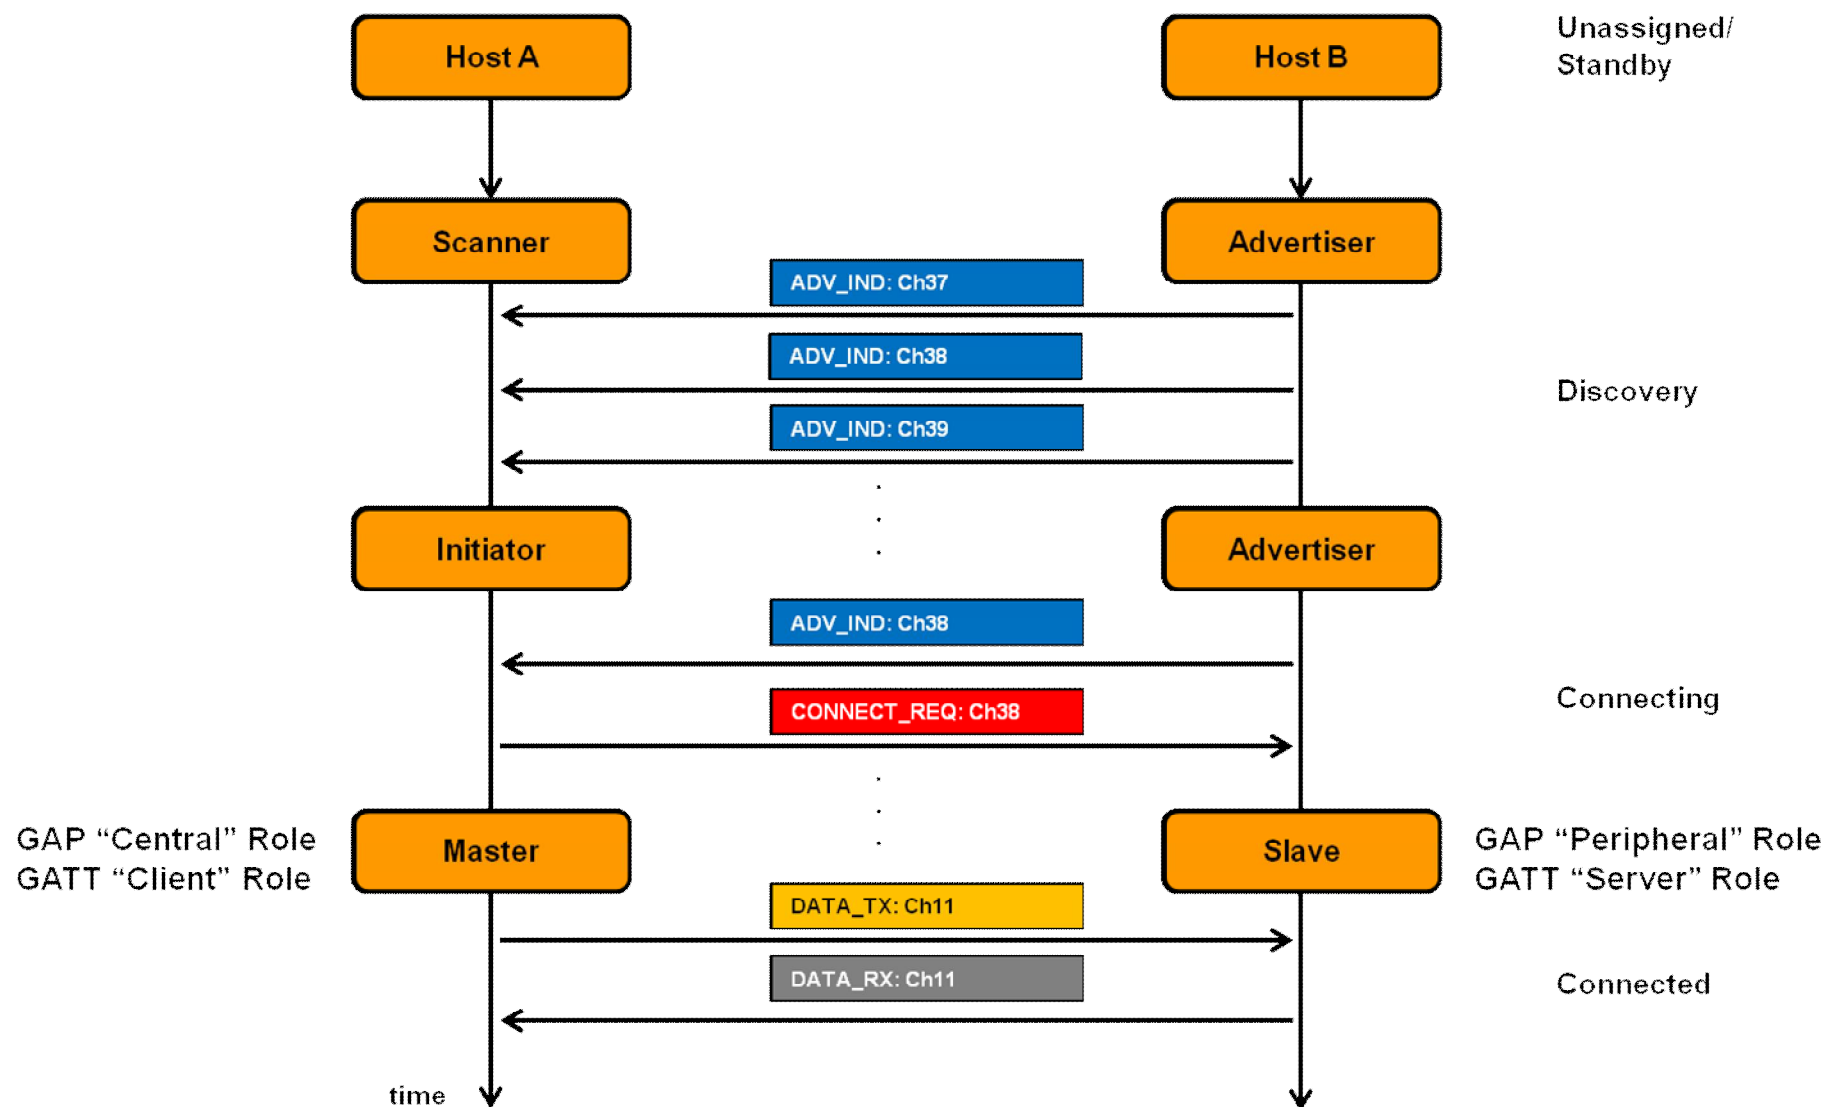 Host A
Host B
Unassigned/
Standby
Scanner
Advertiser
ADV_IND: Ch37
ADV_IND: Ch38
Discovery
ADV_IND: Ch39
Initiator
Advertiser
ADV_IND: Ch38
Connecting
CONNECT_REQ: Ch38
GAP “Central” Role
GATT “Client” Role
Master
Slave
GAP “Peripheral” Role
GATT “Server” Role
DATA_TX: Ch11
DATA_RX: Ch11
Connected
time